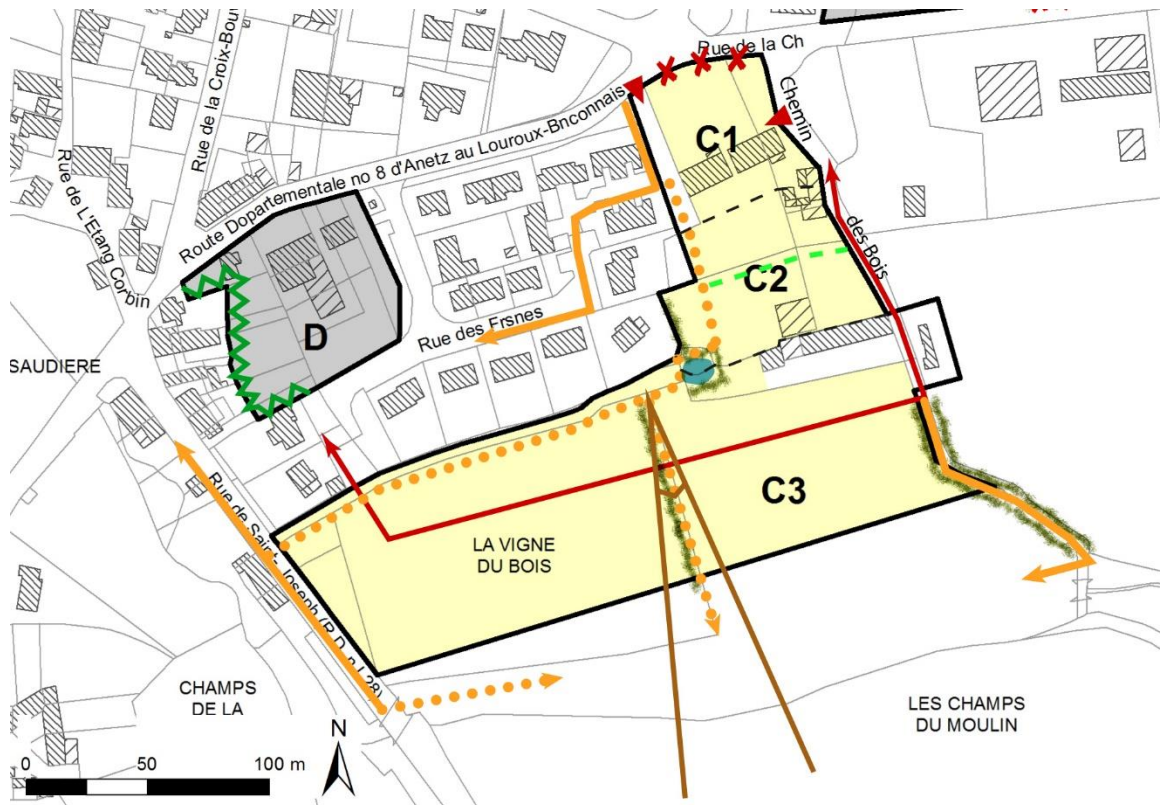 Rue de la Ch
Chemin
des Bois
C1
Rue de la Croix-Bou
Route Dopartementale no 8 d'Anetz au Louroux-Bnconnais
Rue de L'Etang Corbin
C2
D
Rue des Frsnes
SAUDIERE
C3
LA VIGNE
DU BOIS
Rue de Saint-Joseph (R.D. n
28)
CHAMPS
DE LA
LES CHAMPS
DU MOULIN
N
0 50 100 m